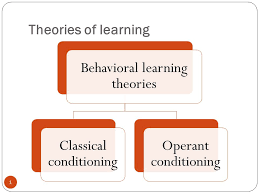 Theories of learning
Behavioral learning
theories
Classical
conditioning
Operant
conditioning
1